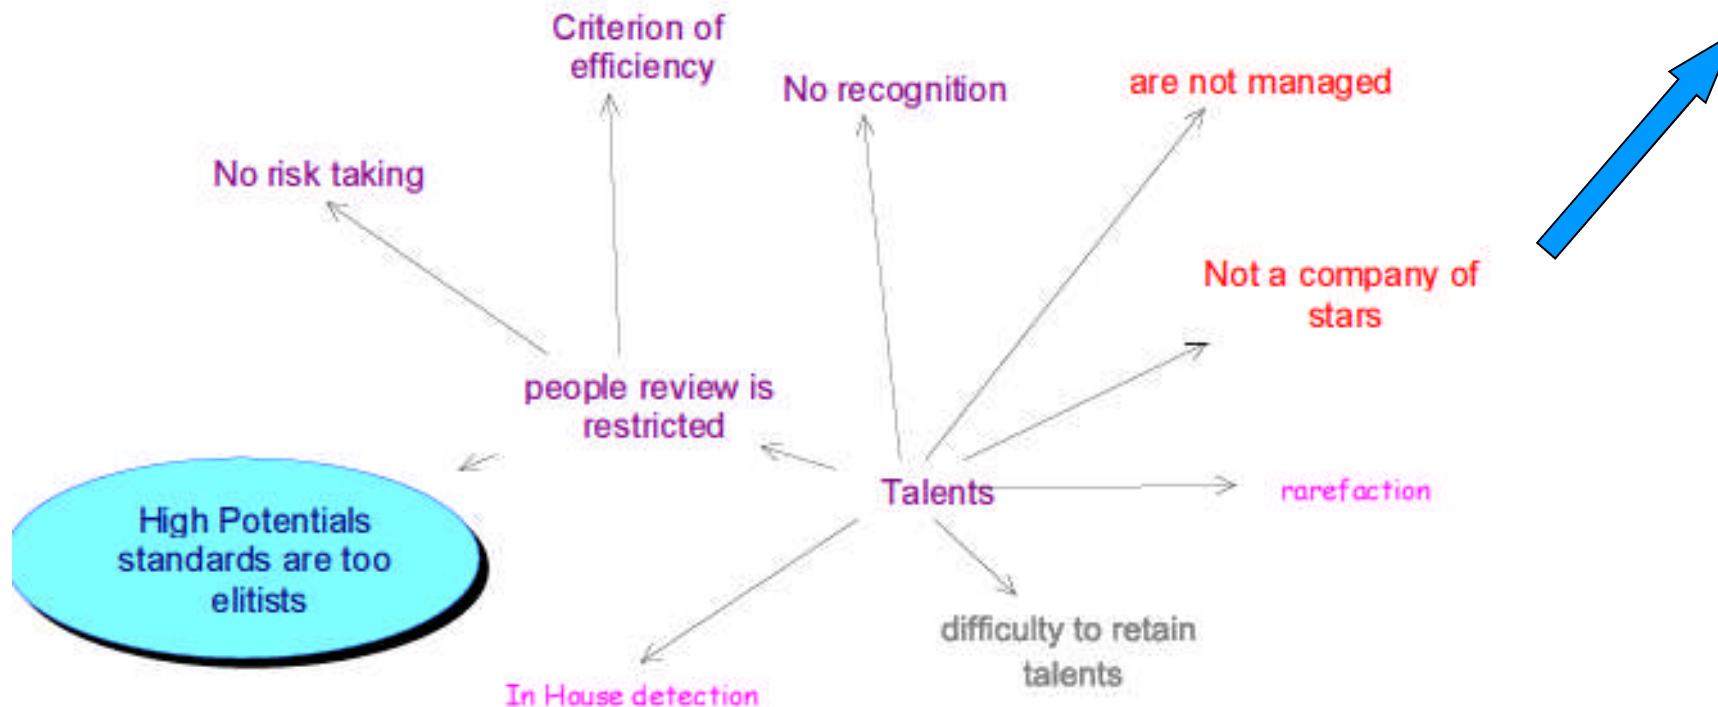 Criterion of
efficiency
No recognition
are not managed
No risk taking
Not a company of
stars
people review is
restricted
Talents
rarefaction
High Potentials
standards are too
elitists
difficulty to retain
talents
In House detection